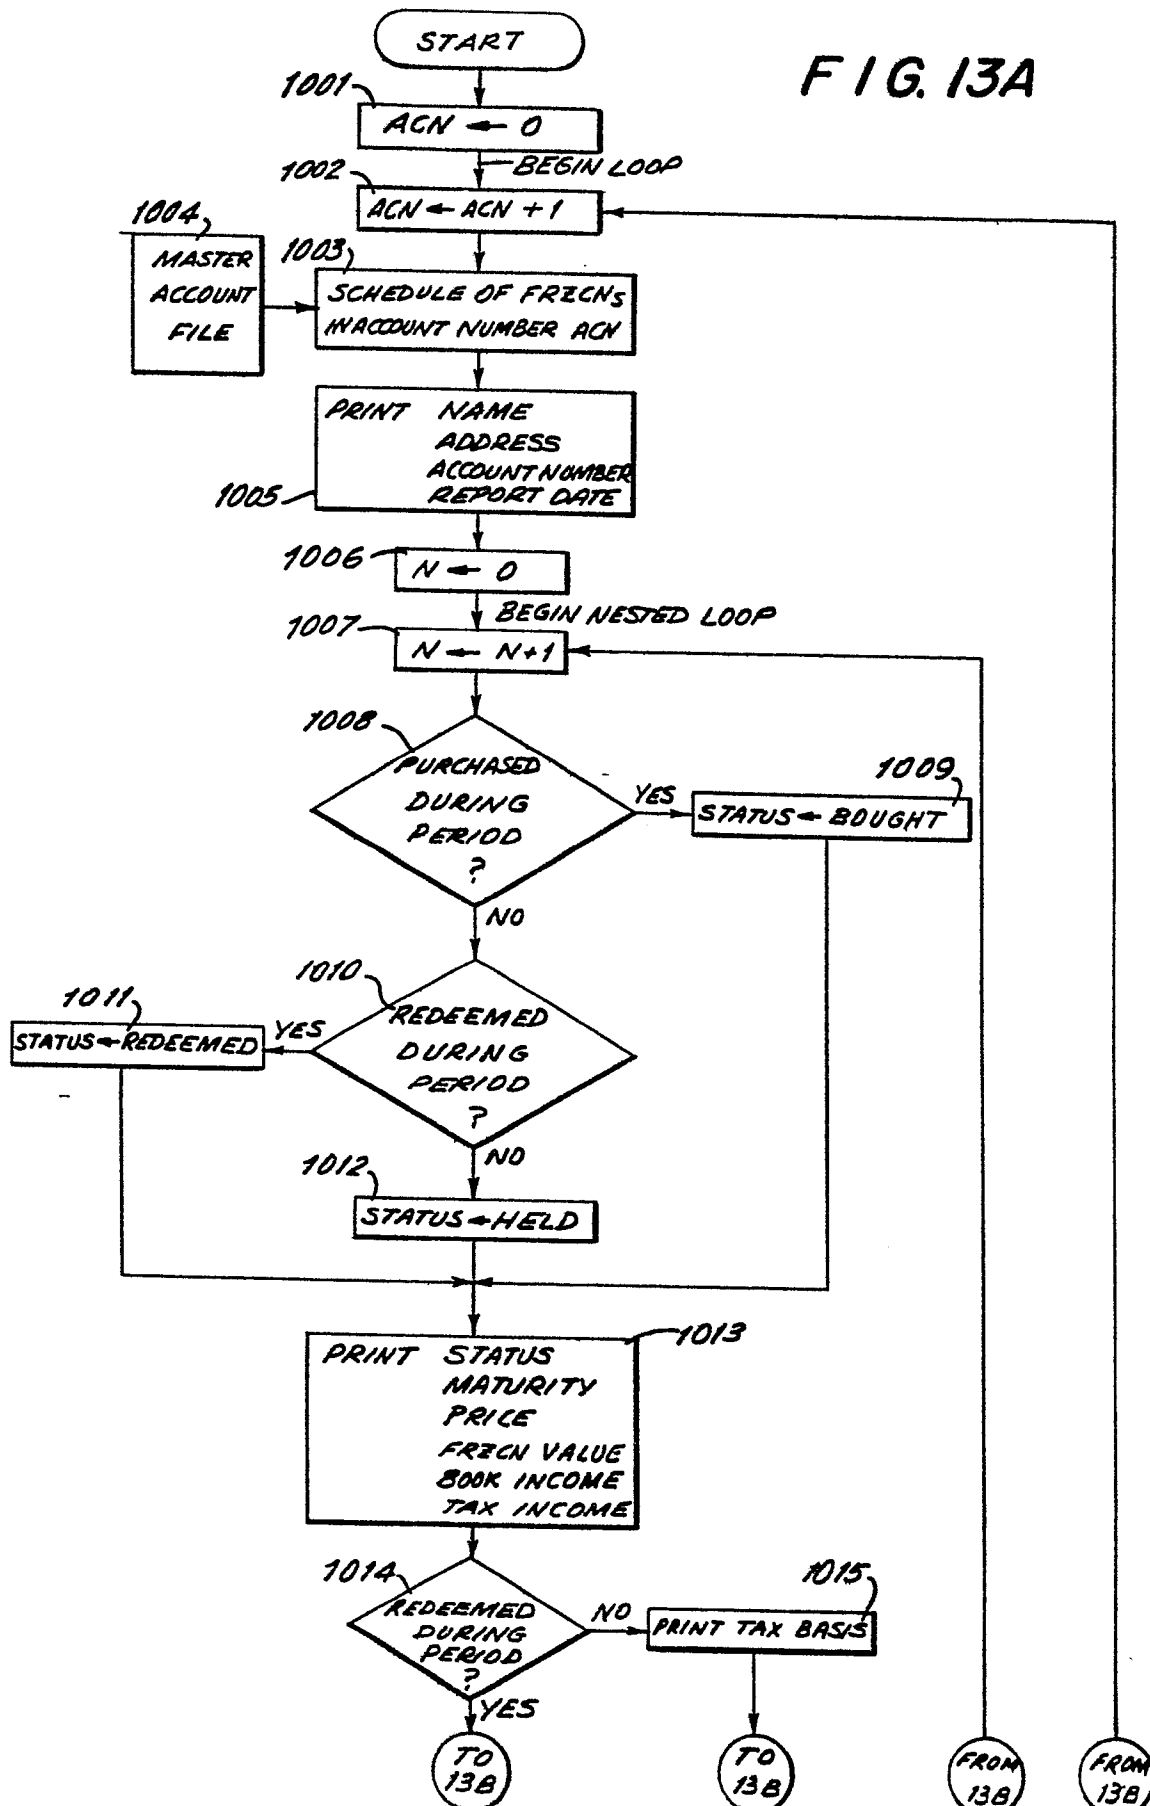 START
FIG. 13A
1001
ACN ← 0
BEGIN LOOP
1002
ACN ← ACN + 1
1004
MASTER
ACCOUNT
FILE
1003
SCHEDULE OF FRZCNs
IN ACCOUNT NUMBER ACN
PRINT NAME
ADDRESS
ACCOUNT NUMBER
REPORT DATE
1005
1006
N ← 0
BEGIN NESTED LOOP
1007
N ← N+1
1008
PURCHASED
DURING
PERIOD
?
YES
1009
STATUS ← BOUGHT
NO
1010
REDEEMED
DURING
PERIOD
?
YES
1011
STATUS ← REDEEMED
NO
1012
STATUS ← HELD
1013
PRINT STATUS
MATURITY
PRICE
FRZCN VALUE
BOOK INCOME
TAX INCOME
1014
REDEEMED
DURING
PERIOD
?
NO
1015
PRINT TAX BASIS
YES
TO
13B
TO
13B
FROM
13B
FROM
13B